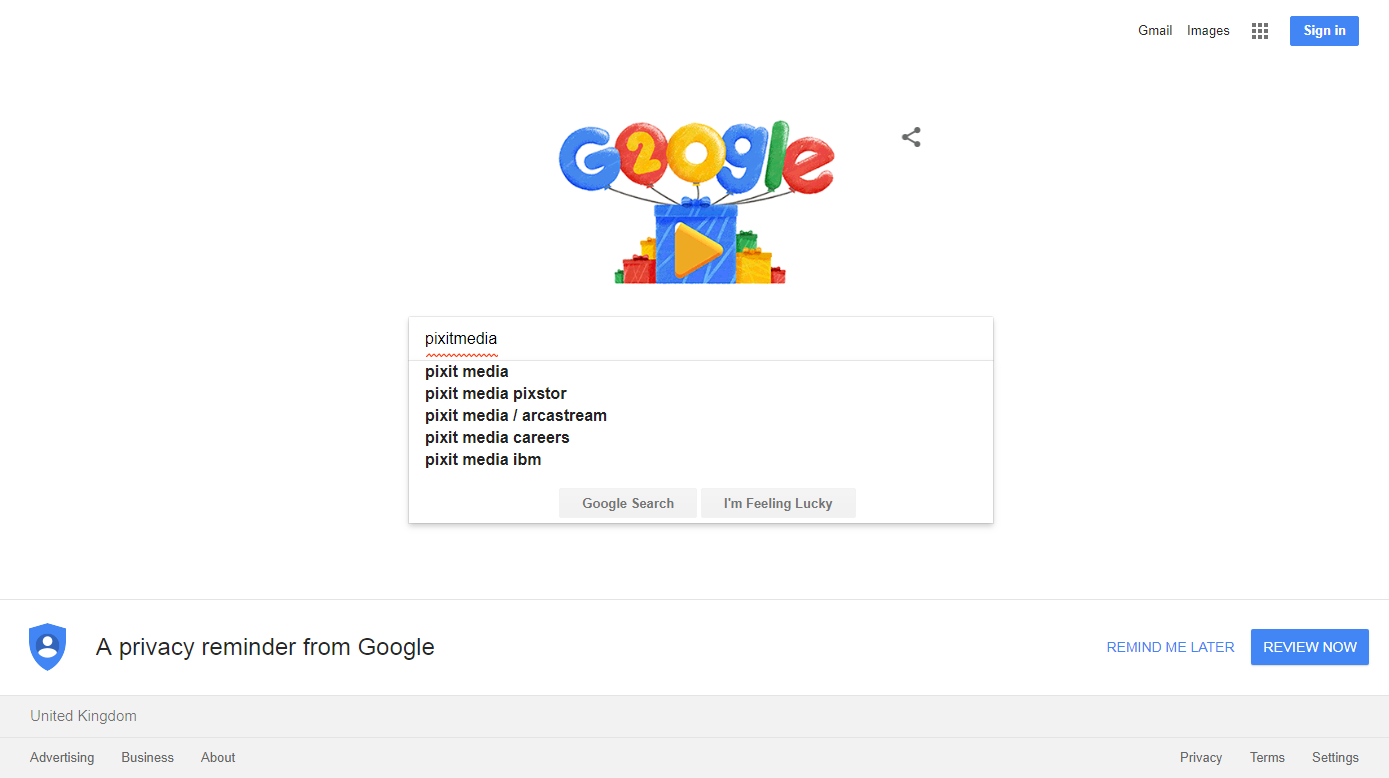 Gmail Images Sign in
G20gle
pixitmedia
pixit media
pixit media pixstor
pixit media / arcastream
pixit media careers
pixit media ibm
Google Search I'm Feeling Lucky
A privacy reminder from Google REMIND ME LATER REVIEW NOW
United Kingdom
Advertising Business About Privacy Terms Settings